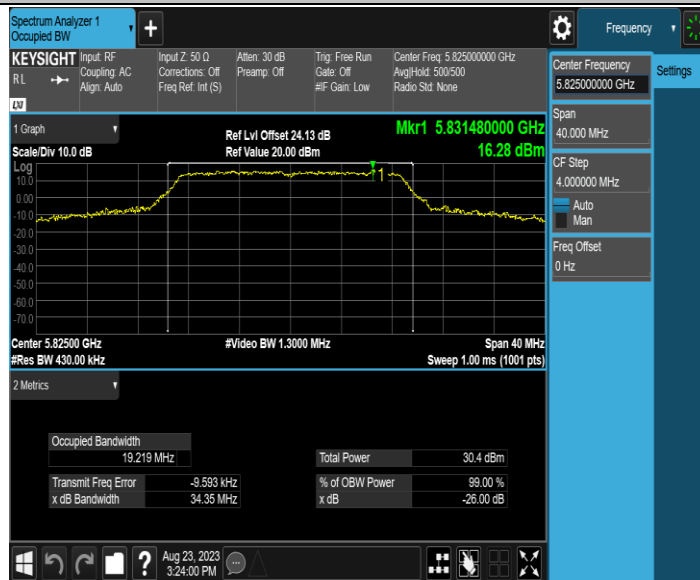 Spectrum Analyzer 1
Occupied BW
+
Frequency
KEYSIGHT
RL
Input: RF
Coupling: AC
Align: Auto
Input Z: 50 Ω
Corrections: Off
Freq Ref: Int (S)
Atten: 30 dB
Preamp: Off
Trig: Free Run
Gate: Off
#IF Gain: Low
Center Freq: 5.825000000 GHz
Avg|Hold: 500/500
Radio Std: None
LXI
Center Frequency
5.825000000 GHz
Settings
Span
40.000 MHz
CF Step
4.000000 MHz
Auto
Man
Freq Offset
0 Hz
1 Graph
Scale/Div 10.0 dB
Ref Lvl Offset 24.13 dB
Ref Value 20.00 dBm
Mkr1 5.831480000 GHz
16.28 dBm
Log
10.0
0.00
-10.0
-20.0
-30.0
-40.0
-50.0
-60.0
-70.0
1
Center 5.82500 GHz
#Res BW 430.00 kHz
#Video BW 1.3000 MHz
Span 40 MHz
Sweep 1.00 ms (1001 pts)
2 Metrics
Occupied Bandwidth
19.219 MHz
Total Power 30.4 dBm
Transmit Freq Error -9.593 kHz
% of OBW Power 99.00 %
x dB Bandwidth 34.35 MHz
x dB -26.00 dB
?
Aug 23, 2023
3:24:00 PM